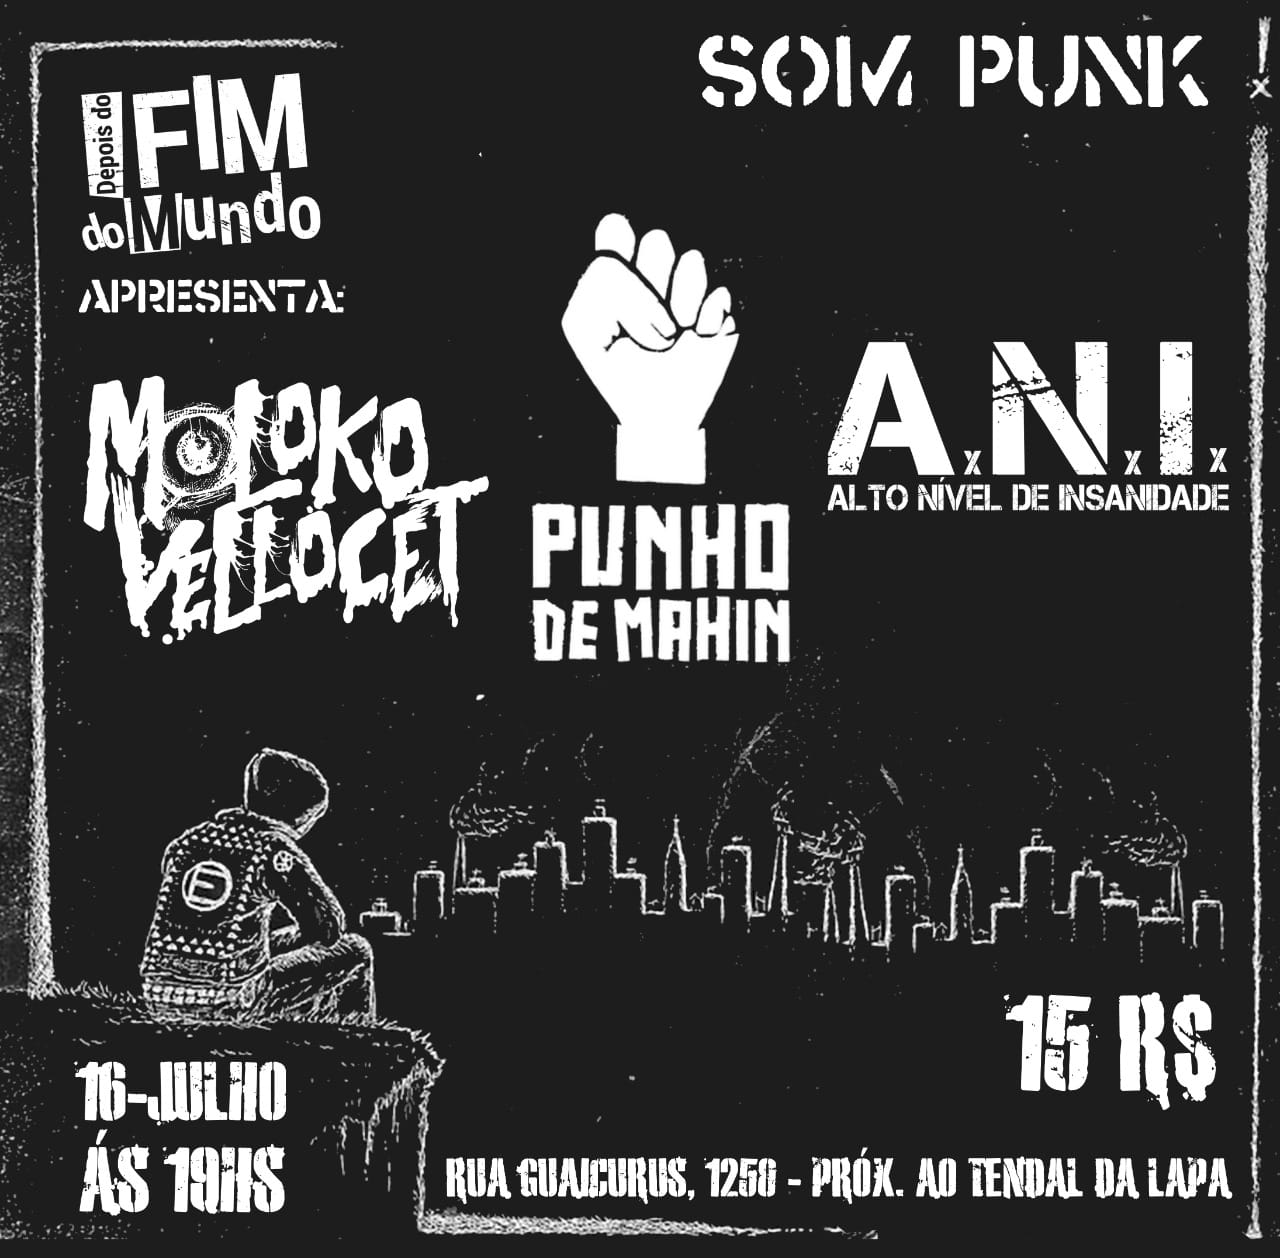 SOM PUNK
Depois do
FIM
do Mundo
APRESENTA:
MOLOKO
VELLOCET
PUNHO
DE MAHIN
A.N.I.
ALTO NÍVEL DE INSANIDADE
15 R$
16-JULHO
ÁS 19HS
RUA GUAICURUS, 1258 - PRÓX. AO TENDAL DA LAPA